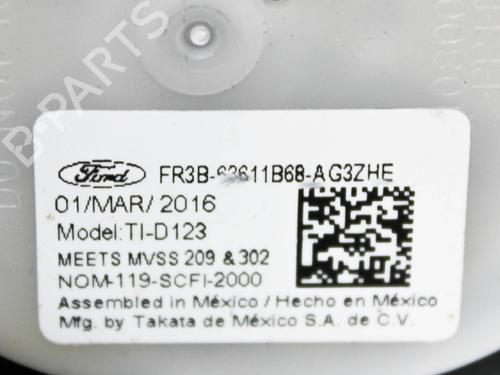 B-PARTS
Ford FR3B-63611B68-AG3ZHE
01/MAR/2016
Model:TI-D123
MEETS MVSS 209 & 302
NOM-119-SCFI-2000
Assembled in México / Hecho en México
Mfg. by Takata de México S.A. de C.V.